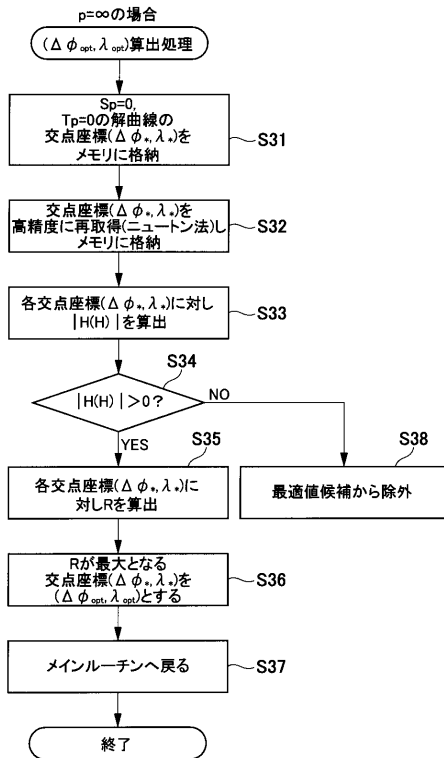 p=∞の場合
(Δφopt,λopt)算出処理
Sp=0,
Tp=0の解曲線の
交点座標(Δφ*,λ*)を
メモリに格納
S31
交点座標(Δφ*,λ*)を
高精度に再取得(ニュートン法)し
メモリに格納
S32
各交点座標(Δφ*,λ*)に対し
|H(H)|を算出
S33
S34
|H(H)|>0?
NO
YES
S35
S38
各交点座標(Δφ*,λ*)に
対しRを算出
最適値候補から除外
Rが最大となる
交点座標(Δφ*,λ*)を
(Δφopt,λopt)とする
S36
メインルーチンへ戻る
S37
終了